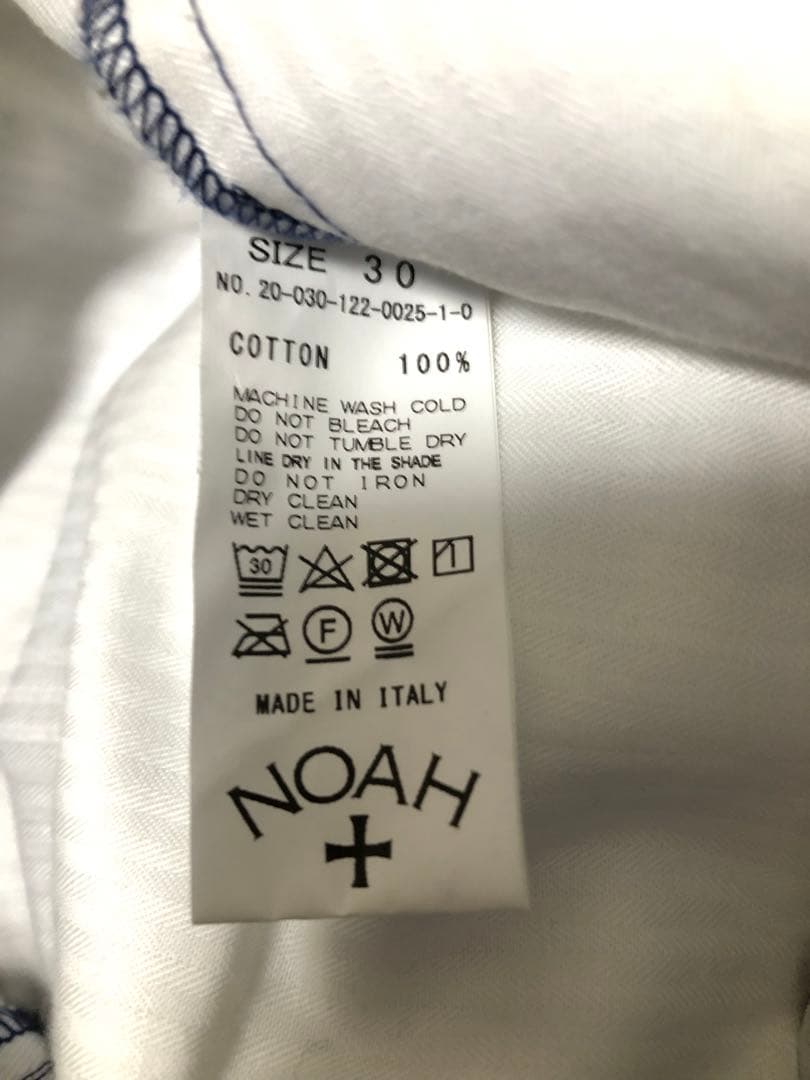 SIZE 30
NO. 20-030-122-0025-1-0
COTTON 100%
MACHINE WASH COLD
DO NOT BLEACH
DO NOT TUMBLE DRY
LINE DRY IN THE SHADE
DO NOT IRON
DRY CLEAN
WET CLEAN
30
F W
MADE IN ITALY
NOAH